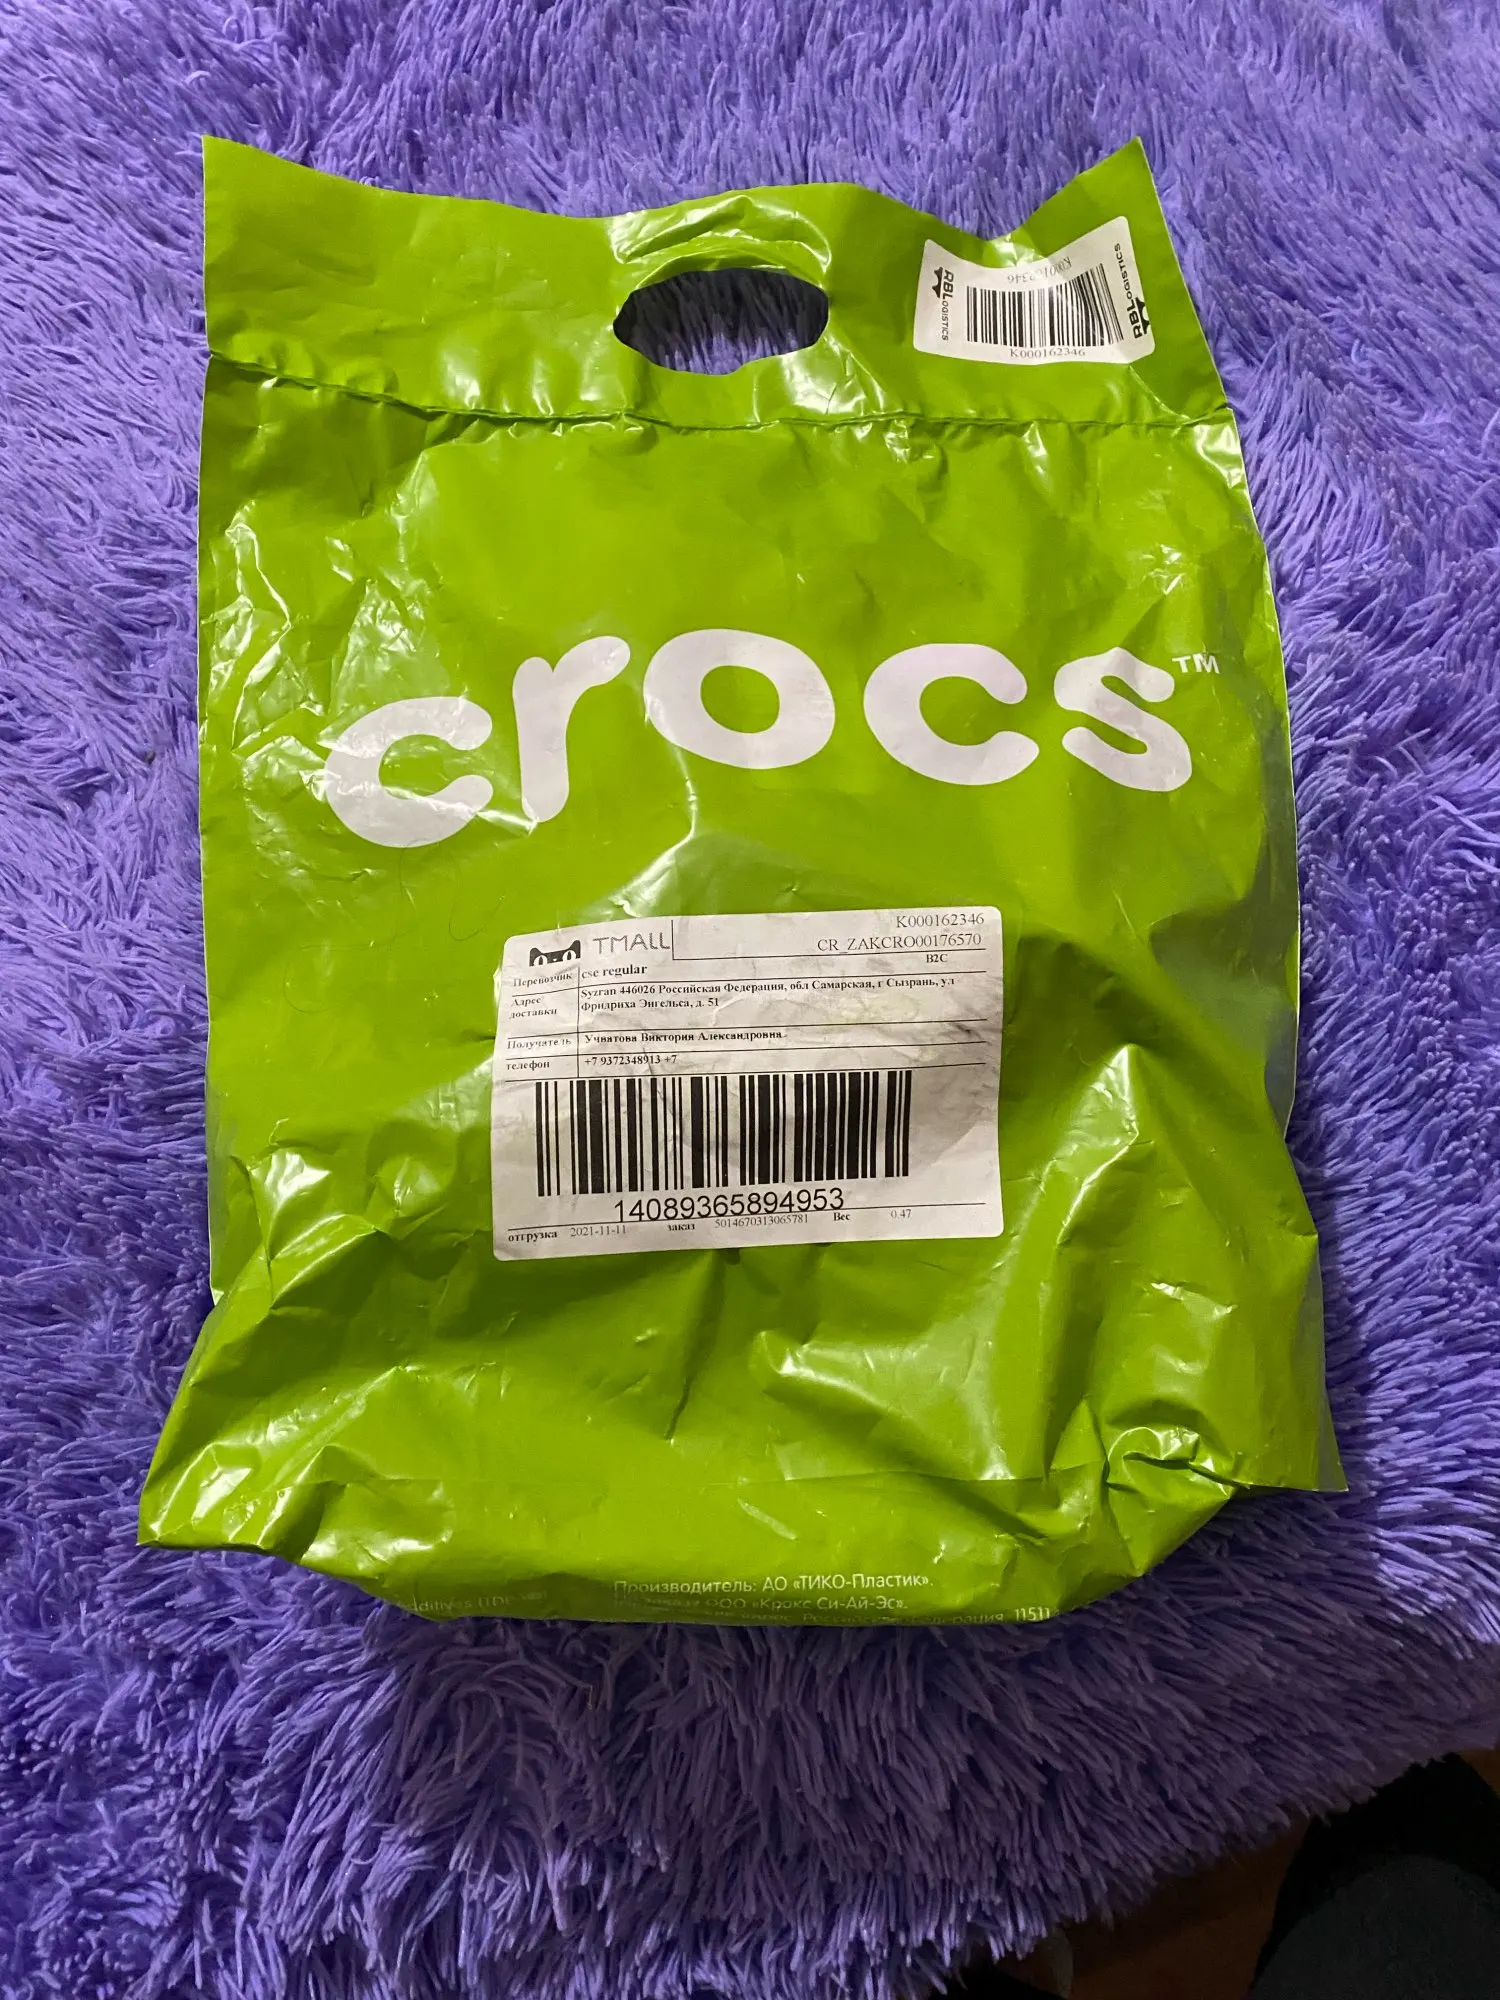 RBLOGISTICS
K000162346
K000162346
RBLOGISTICS
crocs™
TMALL
K000162346
CR_ZAKCRO00176570
B2C
Перевозчик cse regular
Адрес доставки Syzran 446026 Российская Федерация, обл Самарская, г Сызрань, ул
Фридриха Энгельса, д. 51
Получатель Учватова Виктория Александровна
телефон +7 9372348913 +7
14089365894953
отгрузка 2021-11-11 заказ 5014670313065781 Вес 0.47
Производитель: АО «ТИКО-Пластик».
ООО «Крокс Си-Ай-Эс».